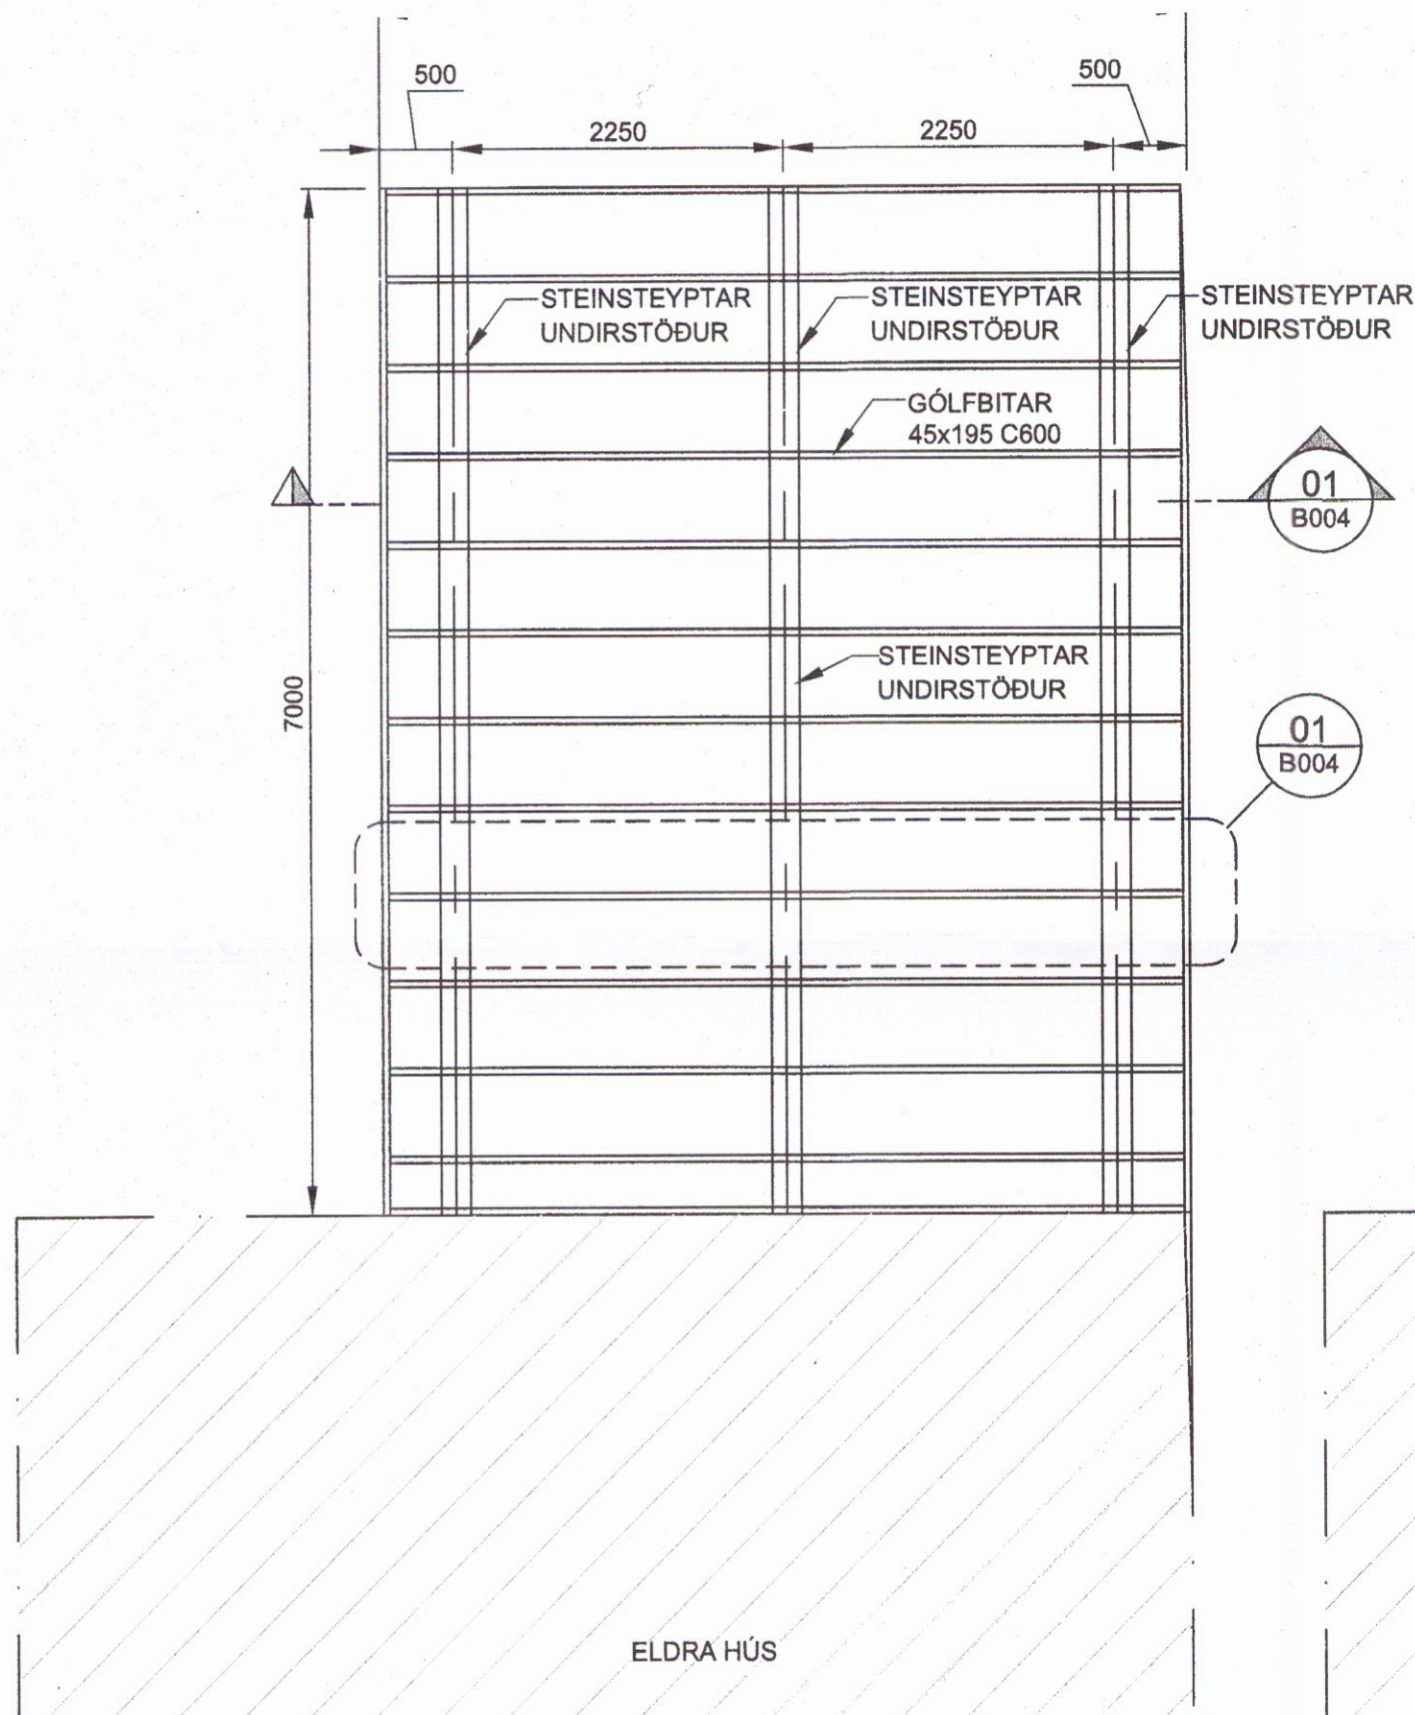 500
500
2250
2250
STEINSTEYPTAR
UNDIRSTÖÐUR
STEINSTEYPTAR
UNDIRSTÖÐUR
STEINSTEYPTAR
UNDIRSTÖÐUR
GÓLFBITAR
45x195 C600
01
B004
STEINSTEYPTAR
UNDIRSTÖÐUR
7000
01
B004
ELDRA HÚS